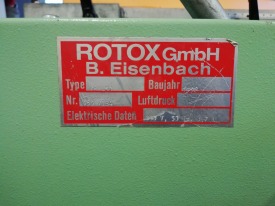 ROTOX GmbH
B. Eisenbach
Type Baujahr
Nr. Luftdruck
Elektrische Daten